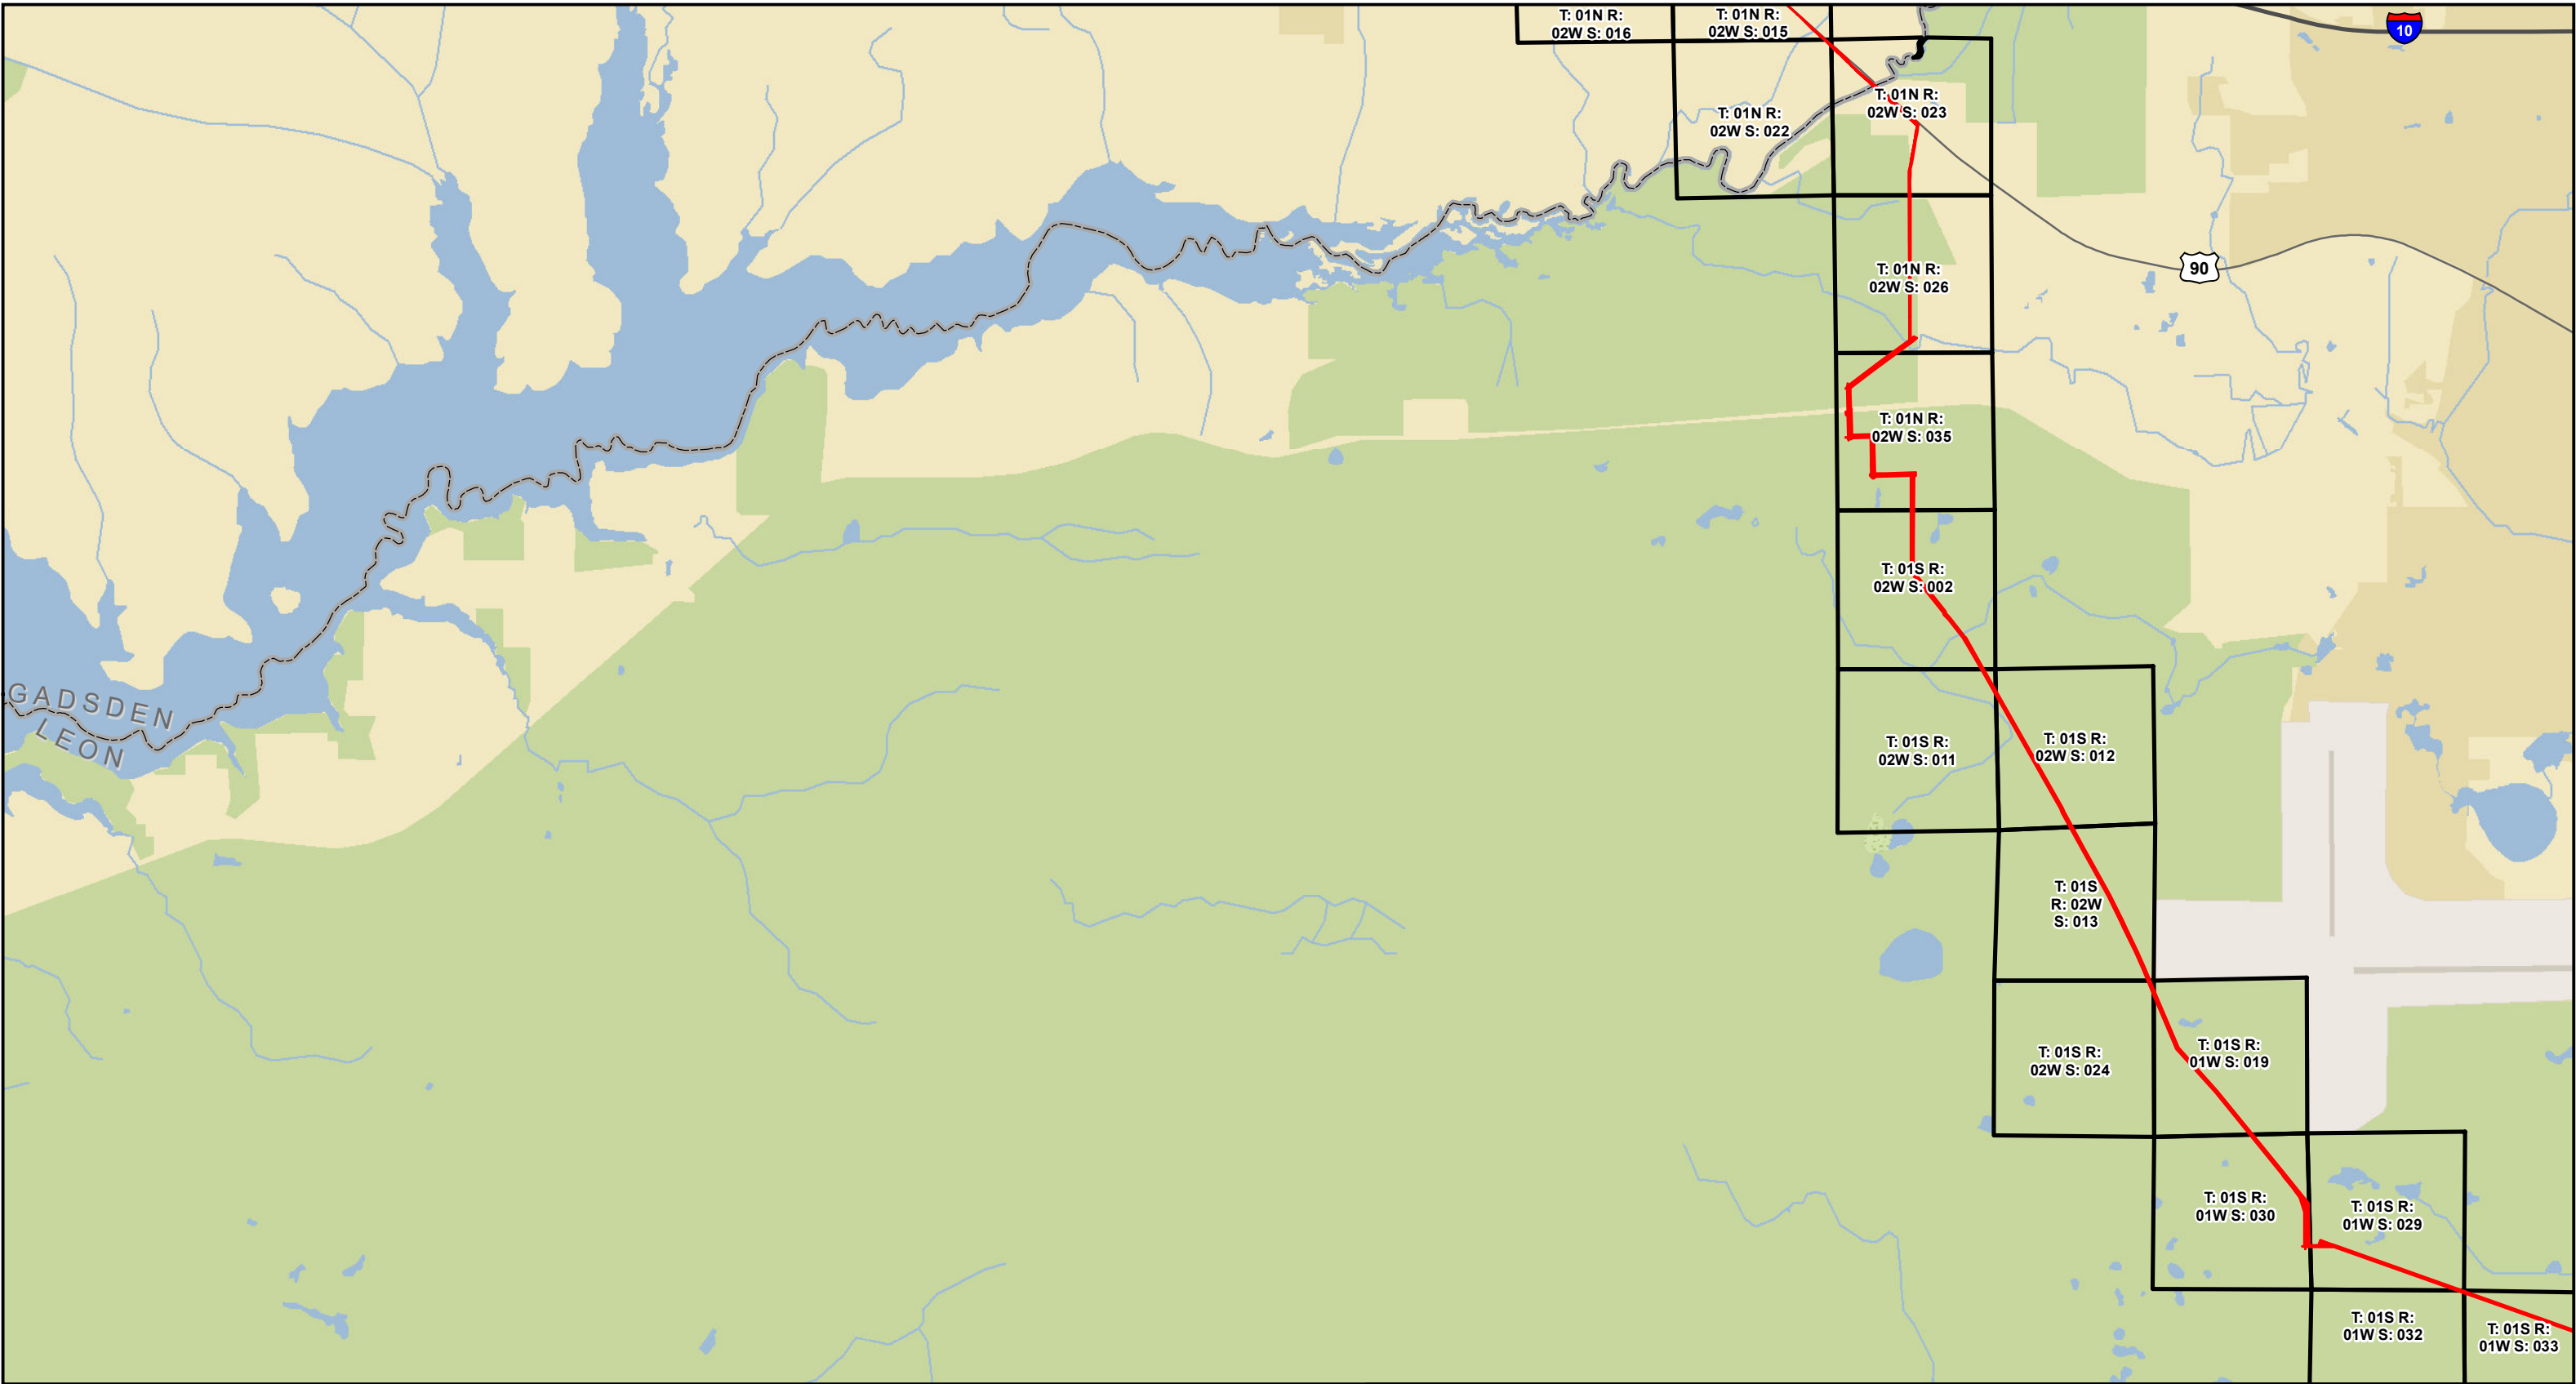 T: 01N R:
02W S: 016
T: 01N R:
02W S: 015
10
T: 01N R:
02W S: 023
T: 01N R:
02W S: 022
90
T: 01N R:
02W S: 026
T: 01N R:
02W S: 035
T: 01S R:
02W S: 002
GADSDEN
LEON
T: 01S R:
02W S: 011
T: 01S R:
02W S: 012
T: 01S
R: 02W
S: 013
T: 01S R:
02W S: 024
T: 01S R:
01W S: 019
T: 01S R:
01W S: 030
T: 01S R:
01W S: 029
T: 01S R:
01W S: 032
T: 01S R:
01W S: 033